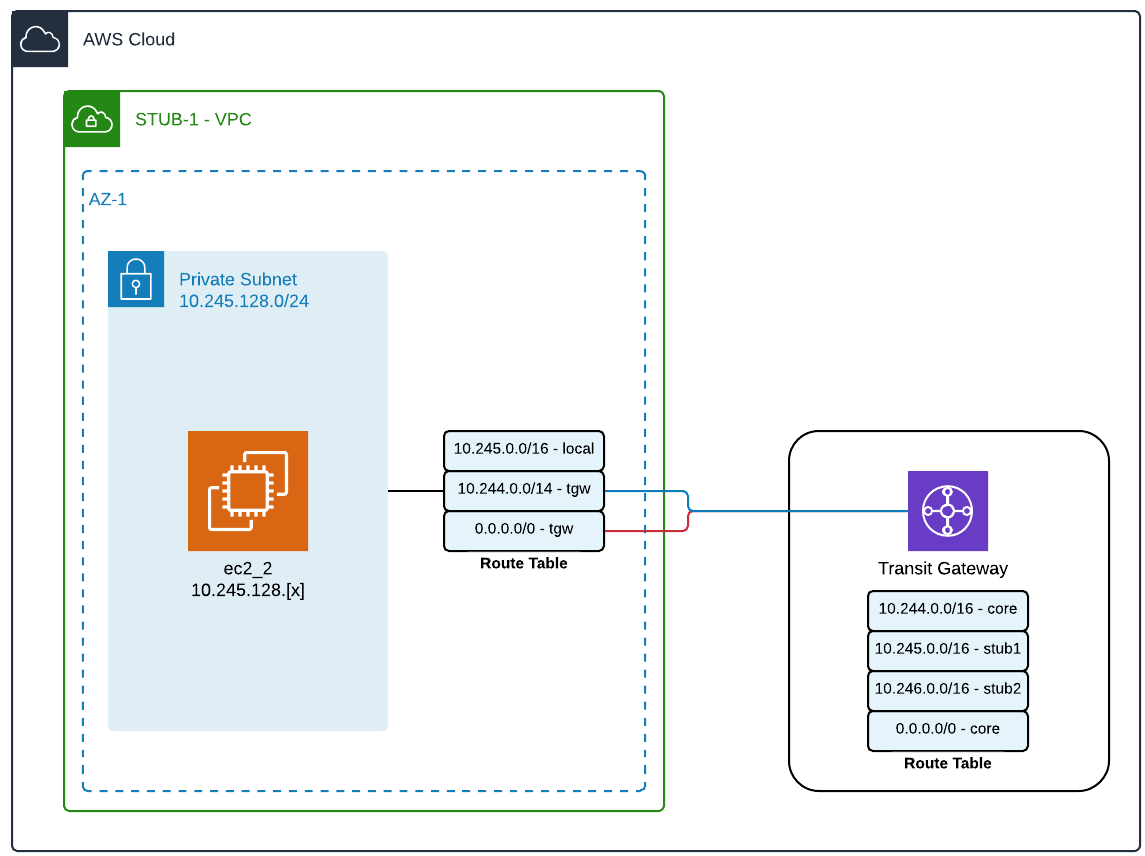 AWS Cloud
STUB-1 - VPC
AZ-1
Private Subnet
10.245.128.0/24
ec2_2
10.245.128.[x]
10.245.0.0/16 - local
10.244.0.0/14 - tgw
0.0.0.0/0 - tgw
Route Table
Transit Gateway
10.244.0.0/16 - core
10.245.0.0/16 - stub1
10.246.0.0/16 - stub2
0.0.0.0/0 - core
Route Table